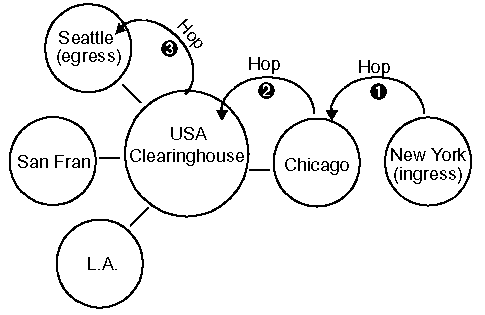 Seattle
(egress)
Hop
3
Hop
2
Hop
1
USA
Clearinghouse
San Fran
Chicago
New York
(ingress)
L.A.